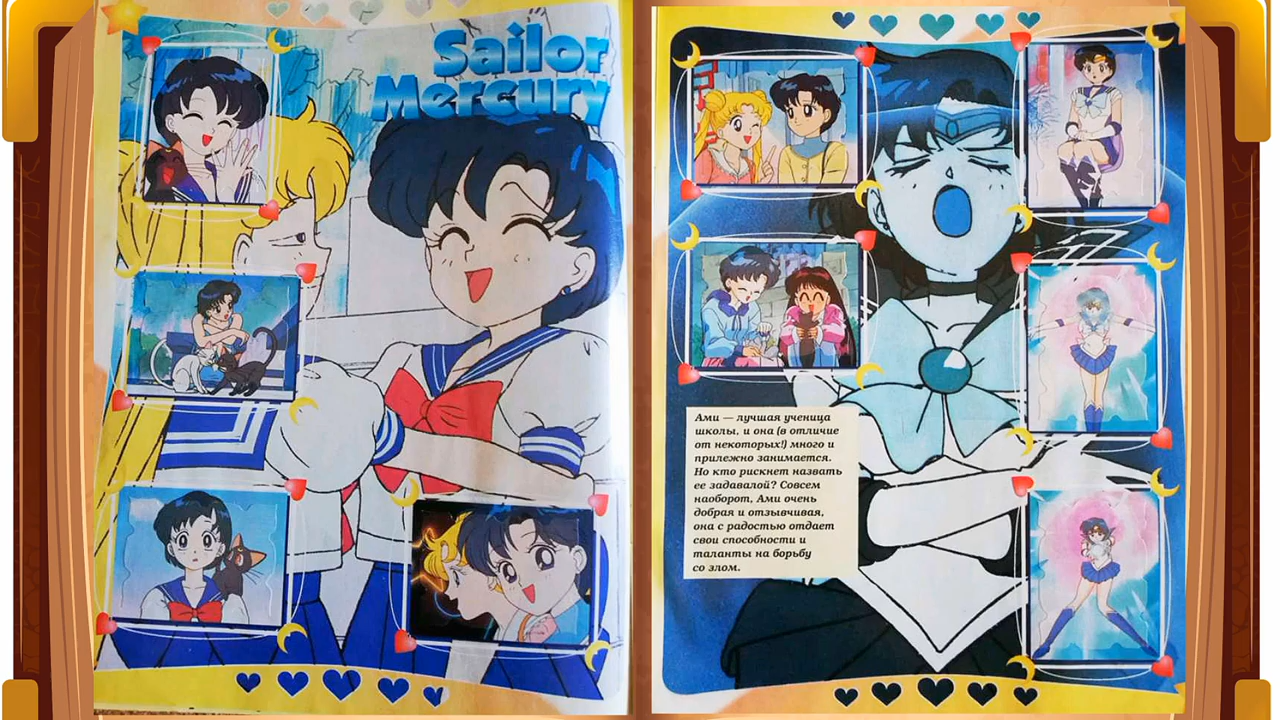 Sailor
Mercury
Ами — лучшая ученица
школы, и она (в отличие
от некоторых!) много и
прилежно занимается.
Но кто рискнет назвать
ее задавалой? Совсем
наоборот, Ами очень
добрая и отзывчивая,
она с радостью отдает
свои способности и
таланты на борьбу
со злом.